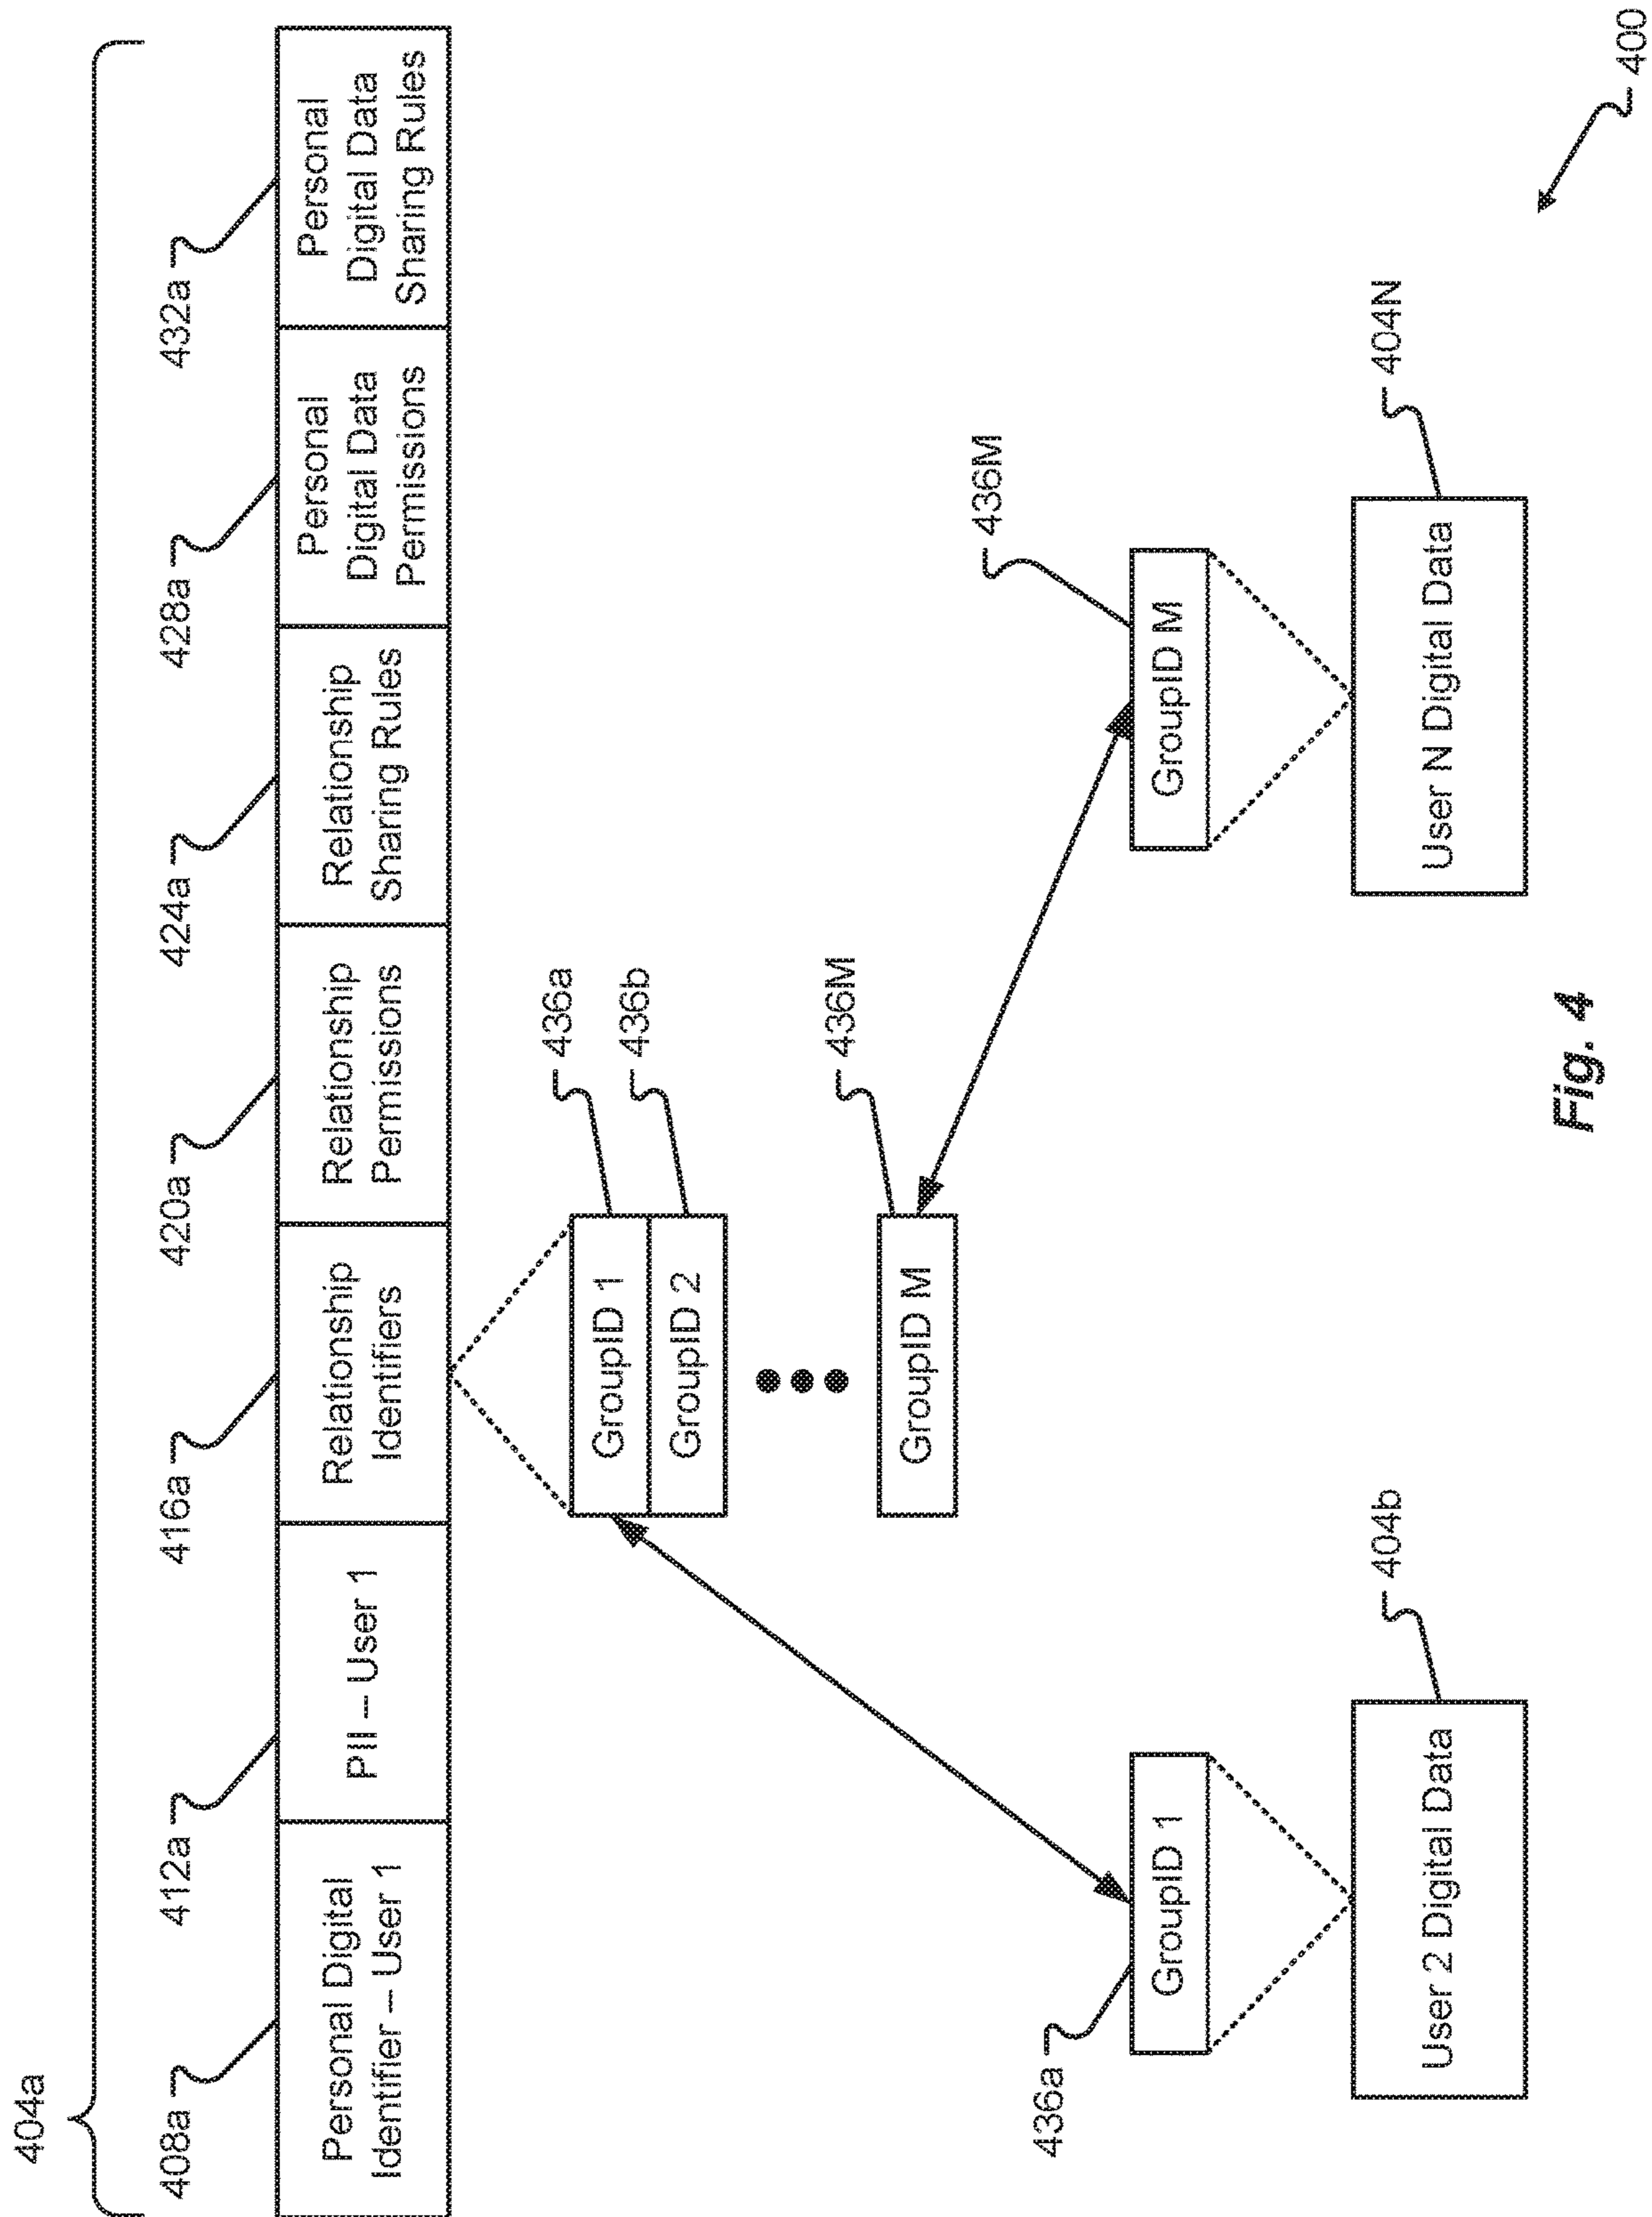 404a
408a
412a
416a
420a
424a
428a
432a
Personal Digital
Identifier – User 1
PII – User 1
Relationship
Identifiers
Relationship
Permissions
Relationship
Sharing Rules
Personal
Digital Data
Permissions
Personal
Digital Data
Sharing Rules
GroupID 1
436a
GroupID 2
436b
GroupID M
436M
436a
GroupID 1
GroupID M
436M
User 2 Digital Data
404b
User N Digital Data
404N
Fig. 4
400